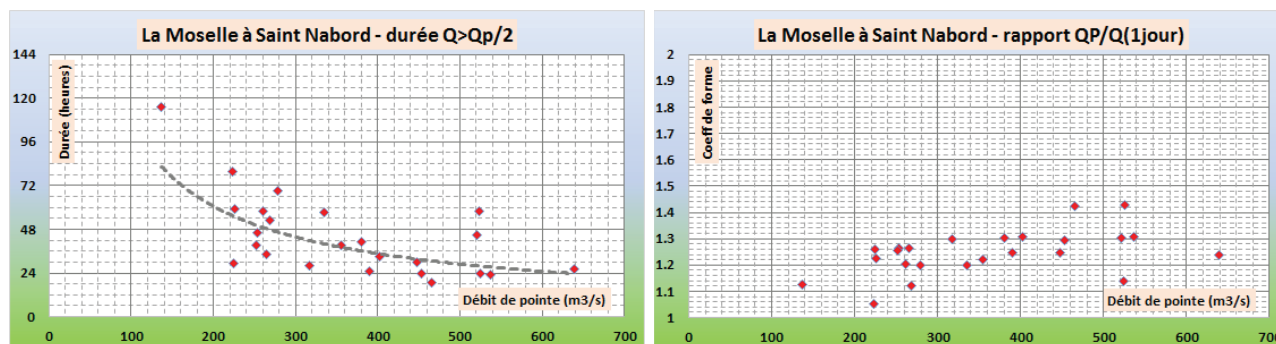 La Moselle à Saint Nabord - durée Q>Qp/2
144
120
96
72
48
24
0
Durée (heures)
Débit de pointe (m3/s)
0 100 200 300 400 500 600 700
La Moselle à Saint Nabord - rapport QP/Q(1jour)
2
1.9
1.8
1.7
1.6
1.5
1.4
1.3
1.2
1.1
1
Coeff de forme
Débit de pointe (m3/s)
0 100 200 300 400 500 600 700